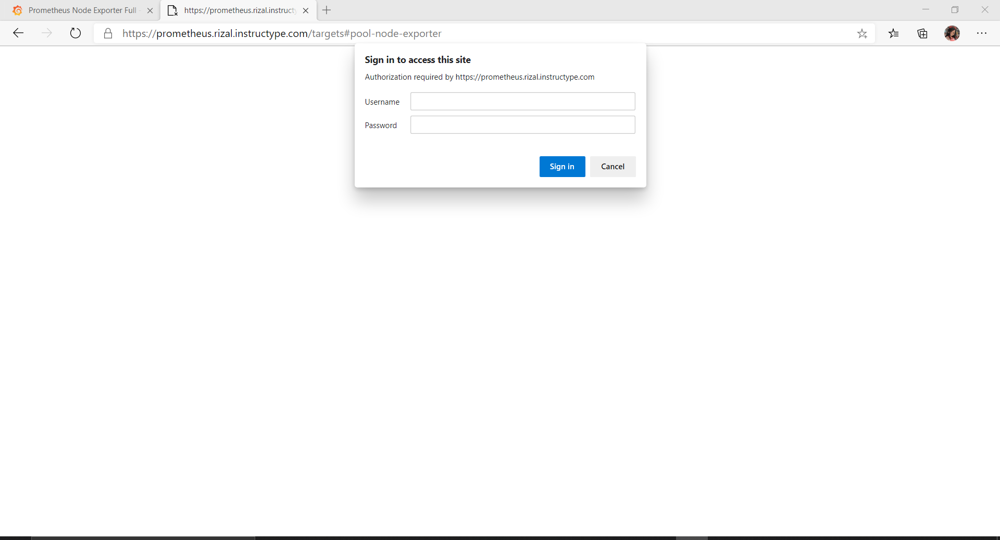 Prometheus Node Exporter Full
https://prometheus.rizal.instructy
https://prometheus.rizal.instructype.com/targets#pool-node-exporter
Sign in to access this site
Authorization required by https://prometheus.rizal.instructype.com
Username
Password
Sign in Cancel